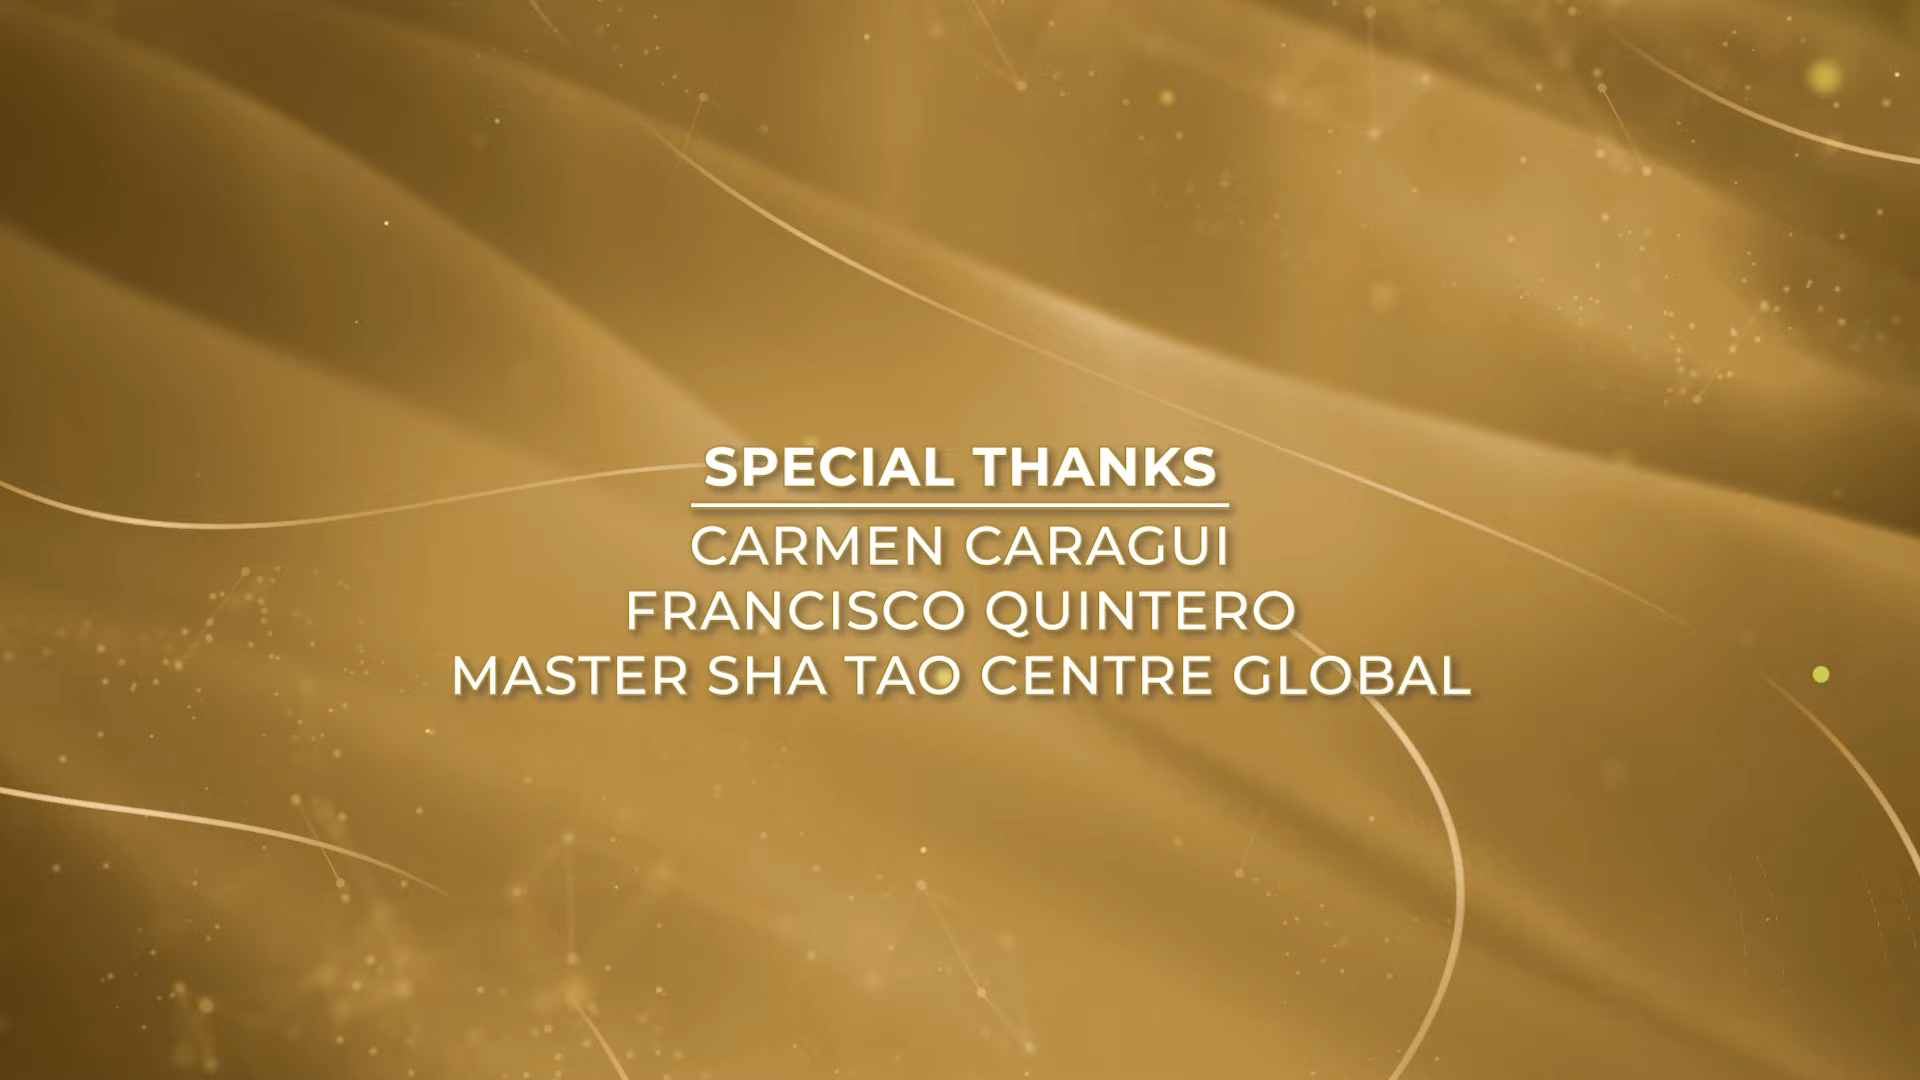 SPECIAL THANKS
CARMEN CARAGUI
FRANCISCO QUINTERO
MASTER SHA TAO CENTRE GLOBAL